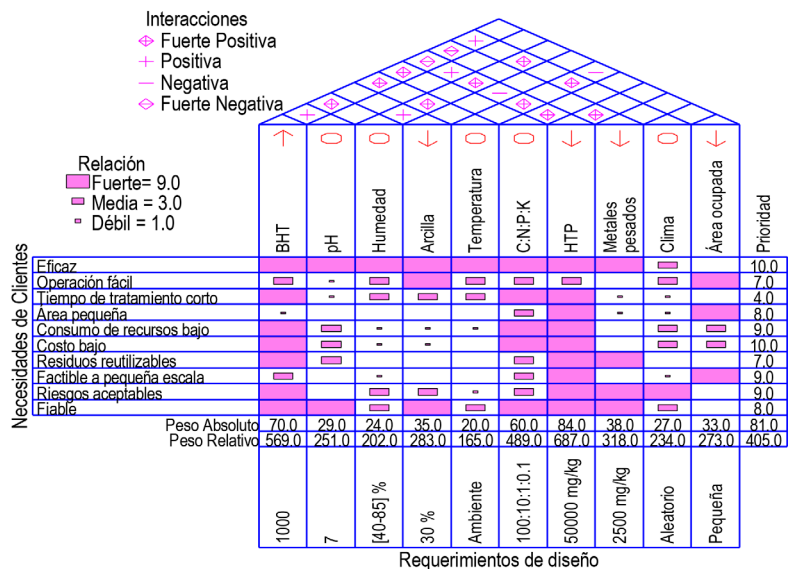 Interacciones
Fuerte Positiva
Positiva
Negativa
Fuerte Negativa
Relación
Fuerte= 9.0
Media = 3.0
Débil = 1.0
BHT
pH
Humedad
Arcilla
Temperatura
C:N:P:K
HTP
Metales
pesados
Clima
Área ocupada
Prioridad
Necesidades de Clientes
Eficaz 10.0
Operación fácil 7.0
Tiempo de tratamiento corto 4.0
Area pequeña 8.0
Consumo de recursos bajo 9.0
Costo bajo 10.0
Residuos reutilizables 7.0
Factible a pequeña escala 9.0
Riesgos aceptables 9.0
Fiable 8.0
Peso Absoluto 70.0 29.0 24.0 35.0 20.0 60.0 84.0 38.0 27.0 33.0 81.0
Peso Relativo 569.0 251.0 202.0 283.0 165.0 489.0 687.0 318.0 234.0 273.0 405.0
1000
7
[40-85] %
30 %
Ambiente
100:10:1:0.1
50000 mg/kg
2500 mg/kg
Aleatorio
Pequeña
Requerimientos de diseño